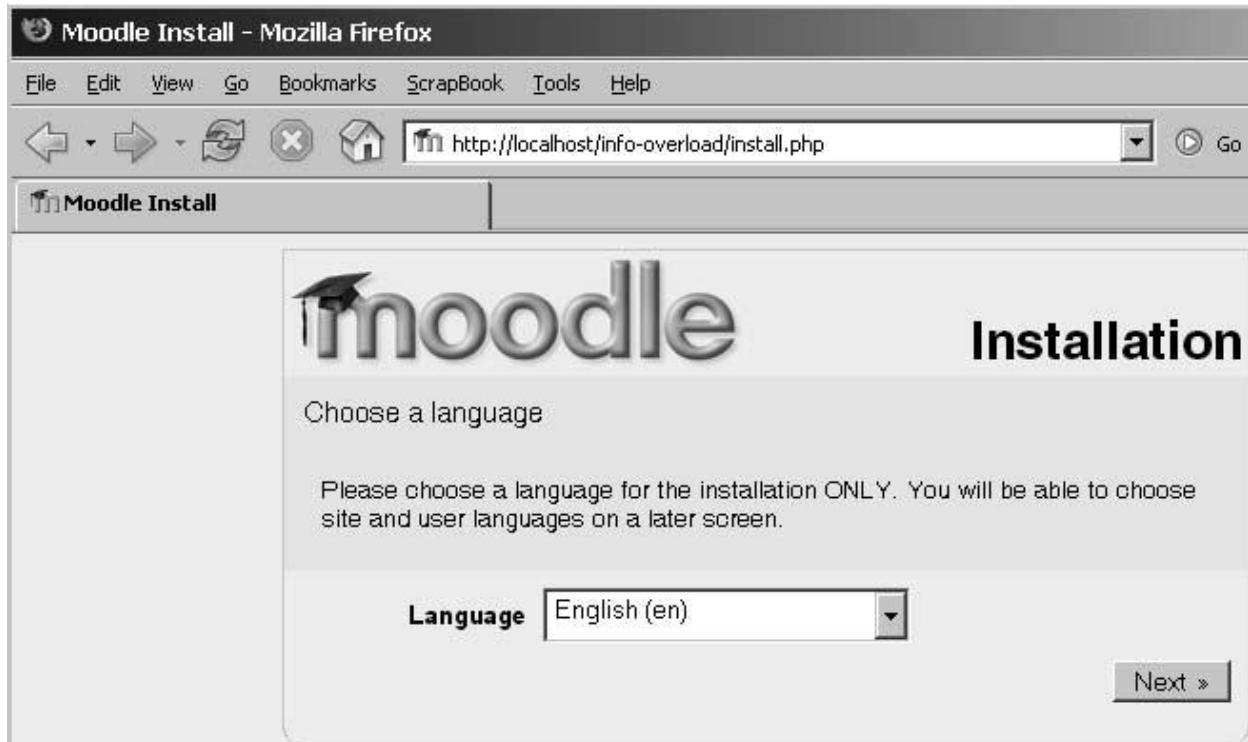 Moodle Install - Mozilla Firefox
File Edit View Go Bookmarks ScrapBook Tools Help
http://localhost/info-overload/install.php Go
Moodle Install
moodle
Installation
Choose a language
Please choose a language for the installation ONLY. You will be able to choose
site and user languages on a later screen.
Language English (en)
Next »